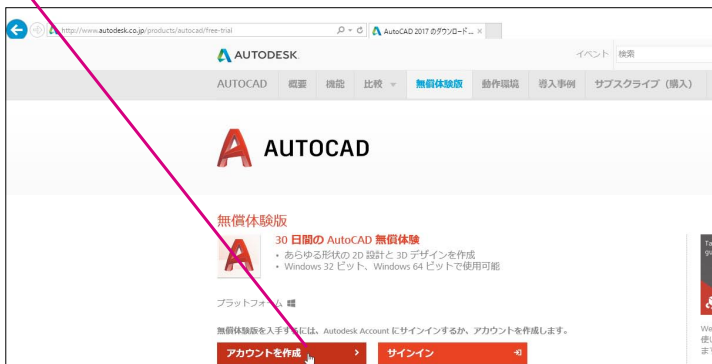 http://www.autodesk.co.jp/products/autocad/free-trial
AutoCAD 2017 のダウンロード...
AUTODESK.
イベント
検索
AUTOCAD 概要 機能 比較 無償体験版 動作環境 導入事例 サブスクライブ (購入)
AUTOCAD
無償体験版
30 日間の AutoCAD 無償体験
・ あらゆる形状の 2D 設計と 3D デザインを作成
・ Windows 32 ビット、Windows 64 ビットで使用可能
プラットフォーム
無償体験版を入手するには、Autodesk Account にサインインするか、アカウントを作成します。
アカウントを作成
サインイン
We
使い
ます